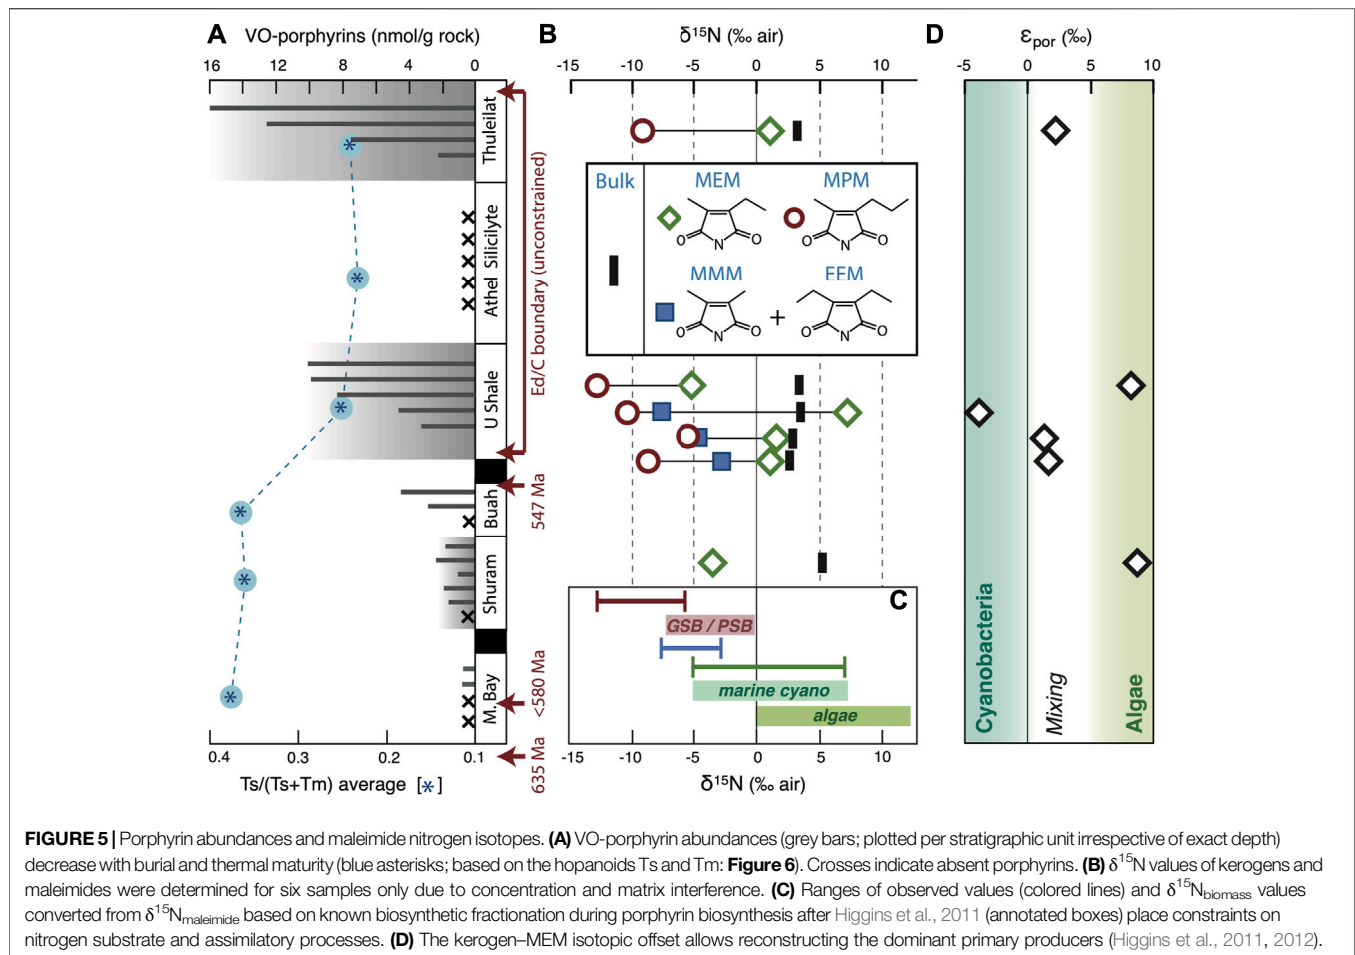 A VO-porphyrins (nmol/g rock)
16 12 8 4 0
Thuleilat
Athel Silicilyte
U Shale
Buah
Shuram
M. Bay
0.4 0.3 0.2 0.1
Ts/(Ts+Tm) average [*]
Ed/C boundary (unconstrained)
547 Ma
<580 Ma
635 Ma
B δ15N (‰ air)
-15 -10 -5 0 5 10
Bulk MEM MPM
O N O O N O
MMM EEM
O N O + O N O
C
GSB / PSB
marine cyano
algae
-15 -10 -5 0 5 10
δ15N (‰ air)
D εpor (‰)
-5 0 5 10
Cyanobacteria
Mixing
Algae
FIGURE 5 | Porphyrin abundances and maleimide nitrogen isotopes. (A) VO-porphyrin abundances (grey bars; plotted per stratigraphic unit irrespective of exact depth)
decrease with burial and thermal maturity (blue asterisks; based on the hopanoids Ts and Tm: Figure 6). Crosses indicate absent porphyrins. (B) δ15N values of kerogens and
maleimides were determined for six samples only due to concentration and matrix interference. (C) Ranges of observed values (colored lines) and δ15Nbiomass values
converted from δ15Nmaleimide based on known biosynthetic fractionation during porphyrin biosynthesis after Higgins et al., 2011 (annotated boxes) place constraints on
nitrogen substrate and assimilatory processes. (D) The kerogen–MEM isotopic offset allows reconstructing the dominant primary producers (Higgins et al., 2011, 2012).